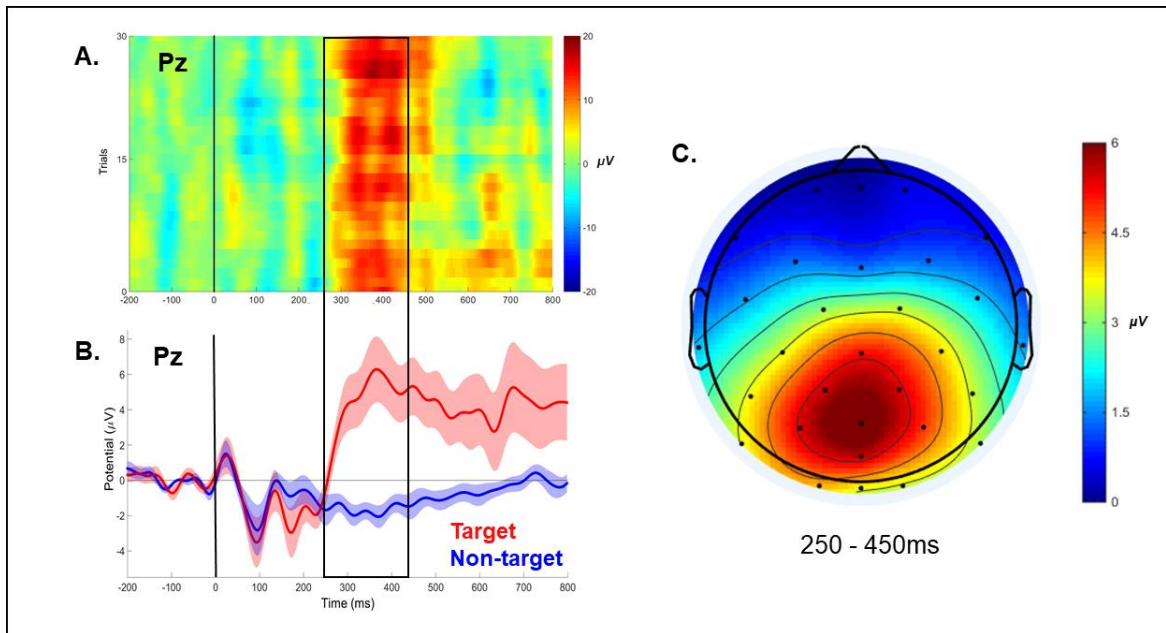 A.
Pz
30
15
0
Trials
-200 -100 0 100 200 300 .400 500 600 700 800
20
10
0
-10
-20
µV
B.
Pz
8
6
4
2
0
-2
-4
Potential (µV)
-200 -100 0 100 200 300 400 500 600 700 800
Time (ms)
Target
Non-target
C.
6
4.5
3
1.5
0
µV
250 - 450ms